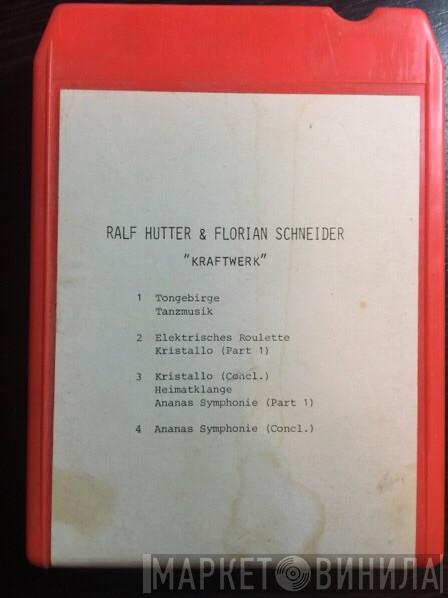 RALF HUTTER & FLORIAN SCHNEIDER
"KRAFTWERK"
1 Tongebirge
Tanzmusik
2 Elektrisches Roulette
Kristallo (Part 1)
3 Kristallo (Concl.)
Heimatklange
Ananas Symphonie (Part 1)
4 Ananas Symphonie (Concl.)
МАРКЕТ ВИНИЛА